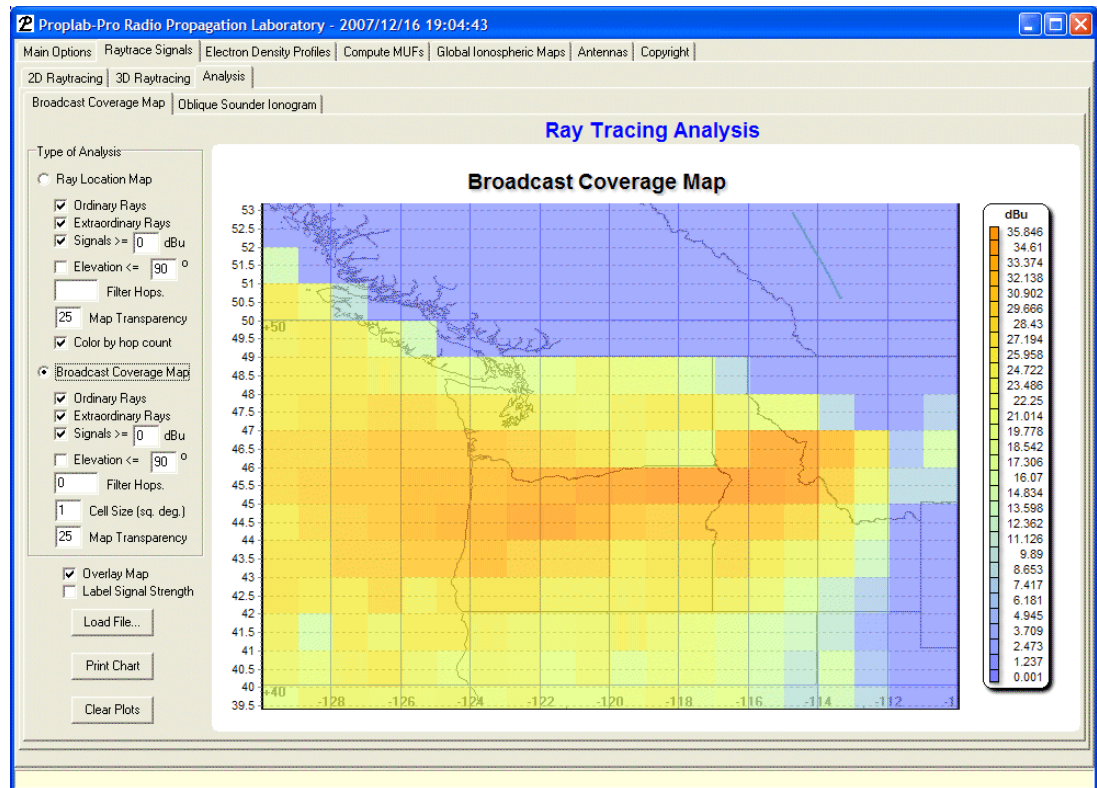 Proplab-Pro Radio Propagation Laboratory - 2007/12/16 19:04:43
Main Options Raytrace Signals Electron Density Profiles Compute MUFs Global Ionospheric Maps Antennas Copyright
2D Raytracing 3D Raytracing Analysis
Broadcast Coverage Map Oblique Sounder Ionogram
Ray Tracing Analysis
Type of Analysis
Ray Location Map
Ordinary Rays
Extraordinary Rays
Signals >= 0 dBu
Elevation <= 90 º
Filter Hops.
25 Map Transparency
Color by hop count
Broadcast Coverage Map
Ordinary Rays
Extraordinary Rays
Signals >= 0 dBu
Elevation <= 90 º
0 Filter Hops.
1 Cell Size (sq. deg.)
25 Map Transparency
Overlay Map
Label Signal Strength
Load File...
Print Chart
Clear Plots
Broadcast Coverage Map
53
52.5
52
51.5
51
50.5
50
49.5
49
48.5
48
47.5
47
46.5
46
45.5
45
44.5
44
43.5
43
42.5
42
41.5
41
40.5
40
39.5
+50
+40
-128 -126 -124 -122 -120 -118 -116 -114 -112 -1
dBu
35.846
34.61
33.374
32.138
30.902
29.666
28.43
27.194
25.958
24.722
23.486
22.25
21.014
19.778
18.542
17.306
16.07
14.834
13.598
12.362
11.126
9.89
8.653
7.417
6.181
4.945
3.709
2.473
1.237
0.001